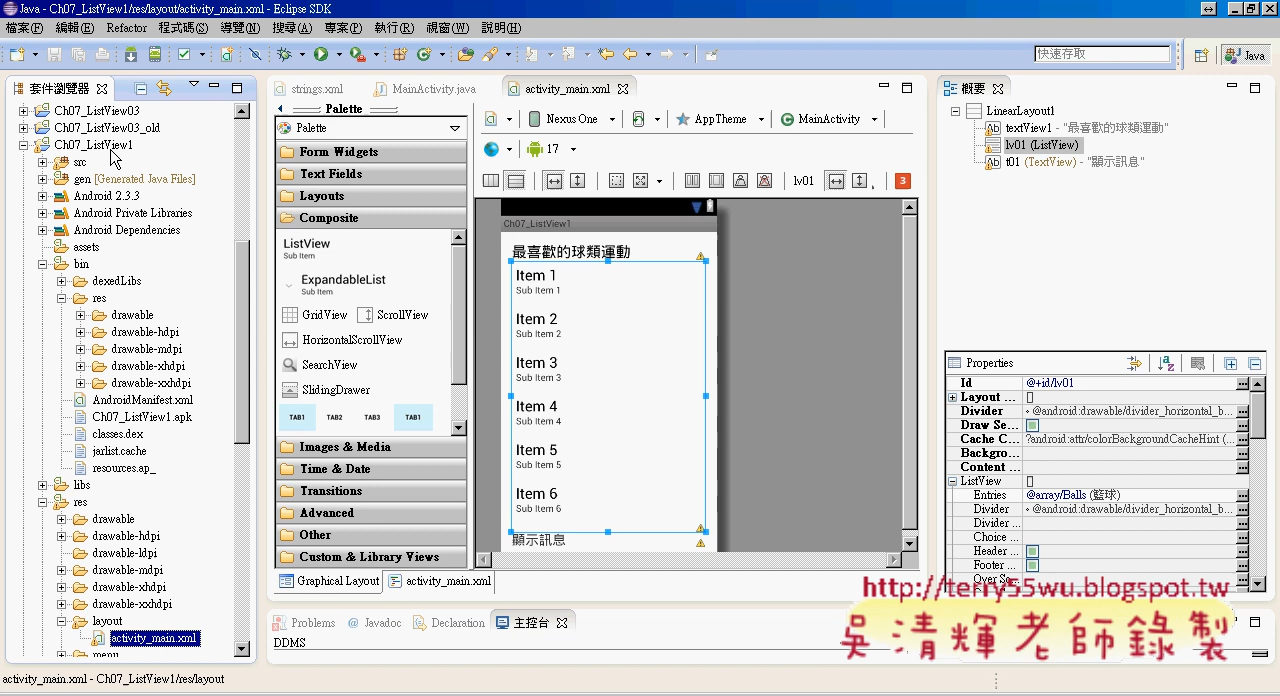 Java - Ch07_ListView1/res/layout/activity_main.xml - Eclipse SDK
檔案(F) 編輯(E) Refactor 程式碼(S) 導覽(N) 搜尋(A) 專案(P) 執行(R) 視窗(W) 說明(H)
快速存取
Java
套件瀏覽器
Ch07_ListView03
Ch07_ListView03_old
Ch07_ListView1
src
gen [Generated Java Files]
Android 2.3.3
Android Private Libraries
Android Dependencies
assets
bin
dexedLibs
res
drawable
drawable-hdpi
drawable-mdpi
drawable-xhdpi
drawable-xxhdpi
AndroidManifest.xml
Ch07_ListView1.apk
classes.dex
jarlist.cache
resources.ap_
libs
res
drawable
drawable-hdpi
drawable-ldpi
drawable-mdpi
drawable-xhdpi
drawable-xxhdpi
layout
activity_main.xml
menu
strings.xml
MainActivity.java
activity_main.xml
Palette
Palette
Form Widgets
Text Fields
Layouts
Composite
ListView
Sub Item
ExpandableList
Sub Item
GridView ScrollView
HorizontalScrollView
SearchView
SlidingDrawer
TAB1 TAB2 TAB3 TAB1
Images & Media
Time & Date
Transitions
Advanced
Other
Custom & Library Views
Graphical Layout
activity_main.xml
Nexus One
AppTheme
MainActivity
17
lv01
3
Ch07_ListView1
最喜歡的球類運動
Item 1
Sub Item 1
Item 2
Sub Item 2
Item 3
Sub Item 3
Item 4
Sub Item 4
Item 5
Sub Item 5
Item 6
Sub Item 6
顯示訊息
概要
LinearLayout1
textView1 - "最喜歡的球類運動"
lv01 (ListView)
t01 (TextView) - "顯示訊息"
Properties
Id @+id/lv01
Layout ... []
Divider @android:drawable/divider_horizontal_b...
Draw Se...
Cache C... ?android:attr/colorBackgroundCacheHint (...
Backgro...
Content ...
ListView []
Entries @array/Balls (籃球)
Divider @android:drawable/divider_horizontal_b...
Divider ...
Choice ...
Header ...
Footer ...
Over Sc...
Problems
@ Javadoc
Declaration
主控台
DDMS
http://terry55wu.blogspot.tw
吳清輝老師錄製
activity_main.xml - Ch07_ListView1/res/layout